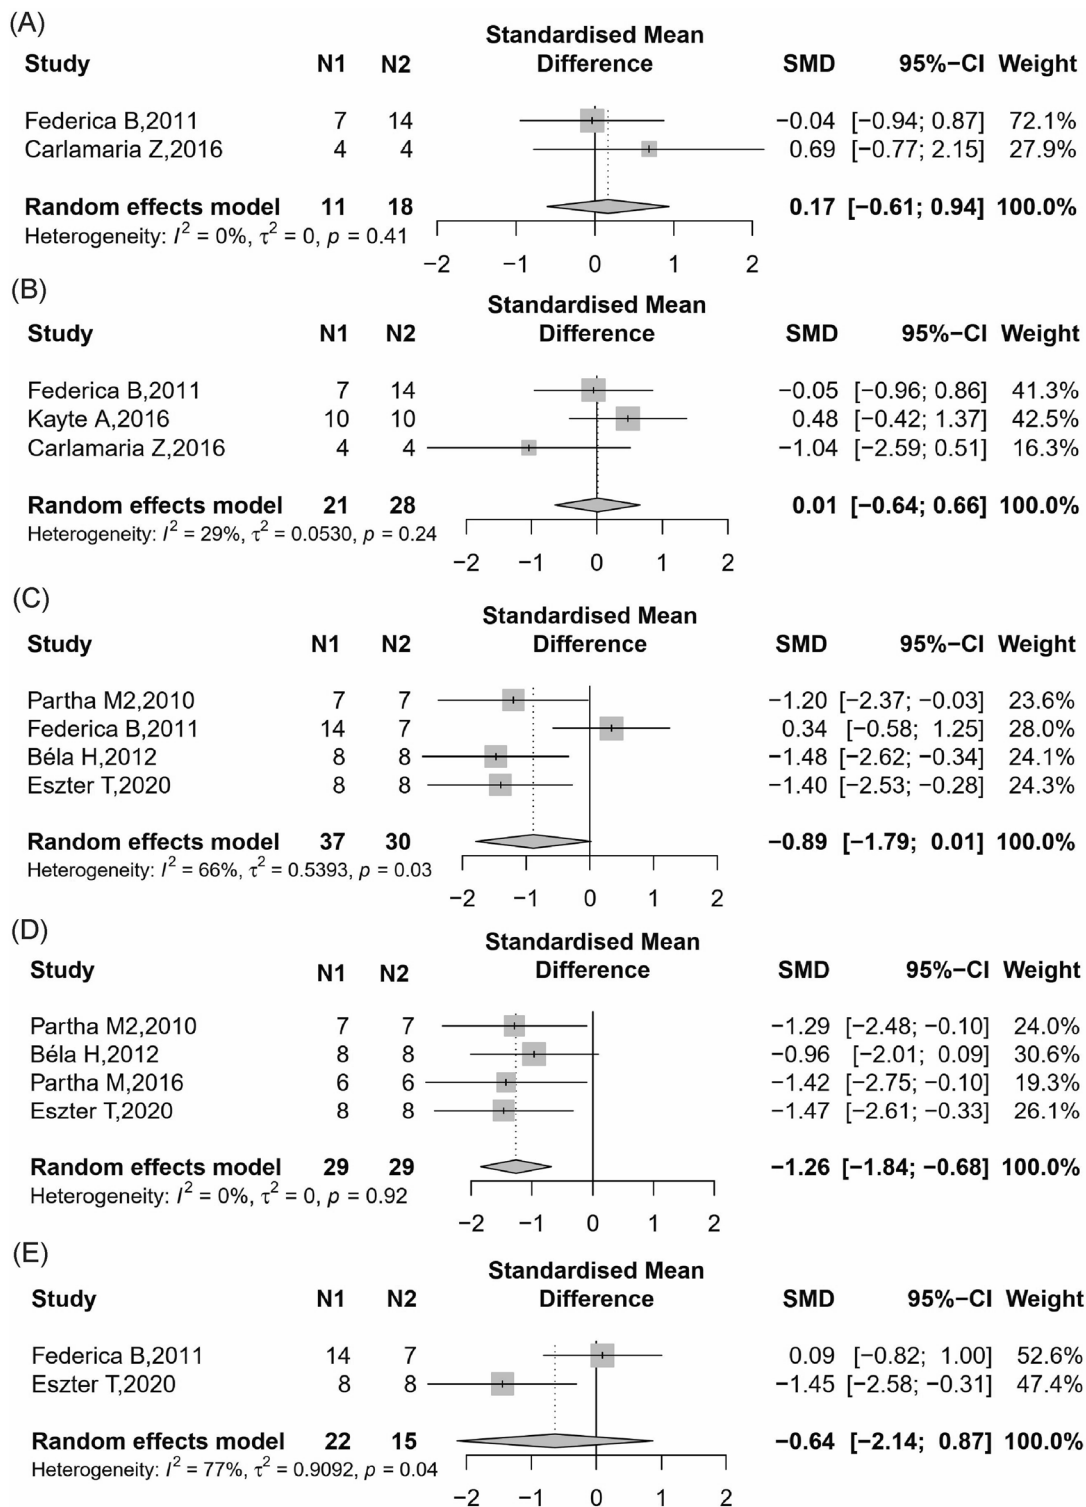 (A)
Standardised Mean
Study N1 N2 Difference SMD 95%−CI Weight
Federica B,2011 7 14 −0.04 [−0.94; 0.87] 72.1%
Carlamaria Z,2016 4 4 0.69 [−0.77; 2.15] 27.9%
Random effects model 11 18 0.17 [−0.61; 0.94] 100.0%
Heterogeneity: I² = 0%, τ² = 0, p = 0.41
−2 −1 0 1 2
(B)
Standardised Mean
Study N1 N2 Difference SMD 95%−CI Weight
Federica B,2011 7 14 −0.05 [−0.96; 0.86] 41.3%
Kayte A,2016 10 10 0.48 [−0.42; 1.37] 42.5%
Carlamaria Z,2016 4 4 −1.04 [−2.59; 0.51] 16.3%
Random effects model 21 28 0.01 [−0.64; 0.66] 100.0%
Heterogeneity: I² = 29%, τ² = 0.0530, p = 0.24
−2 −1 0 1 2
(C)
Standardised Mean
Study N1 N2 Difference SMD 95%−CI Weight
Partha M2,2010 7 7 −1.20 [−2.37; −0.03] 23.6%
Federica B,2011 14 7 0.34 [−0.58; 1.25] 28.0%
Béla H,2012 8 8 −1.48 [−2.62; −0.34] 24.1%
Eszter T,2020 8 8 −1.40 [−2.53; −0.28] 24.3%
Random effects model 37 30 −0.89 [−1.79; 0.01] 100.0%
Heterogeneity: I² = 66%, τ² = 0.5393, p = 0.03
−2 −1 0 1 2
(D)
Standardised Mean
Study N1 N2 Difference SMD 95%−CI Weight
Partha M2,2010 7 7 −1.29 [−2.48; −0.10] 24.0%
Béla H,2012 8 8 −0.96 [−2.01; 0.09] 30.6%
Partha M,2016 6 6 −1.42 [−2.75; −0.10] 19.3%
Eszter T,2020 8 8 −1.47 [−2.61; −0.33] 26.1%
Random effects model 29 29 −1.26 [−1.84; −0.68] 100.0%
Heterogeneity: I² = 0%, τ² = 0, p = 0.92
−2 −1 0 1 2
(E)
Standardised Mean
Study N1 N2 Difference SMD 95%−CI Weight
Federica B,2011 14 7 0.09 [−0.82; 1.00] 52.6%
Eszter T,2020 8 8 −1.45 [−2.58; −0.31] 47.4%
Random effects model 22 15 −0.64 [−2.14; 0.87] 100.0%
Heterogeneity: I² = 77%, τ² = 0.9092, p = 0.04
−2 −1 0 1 2